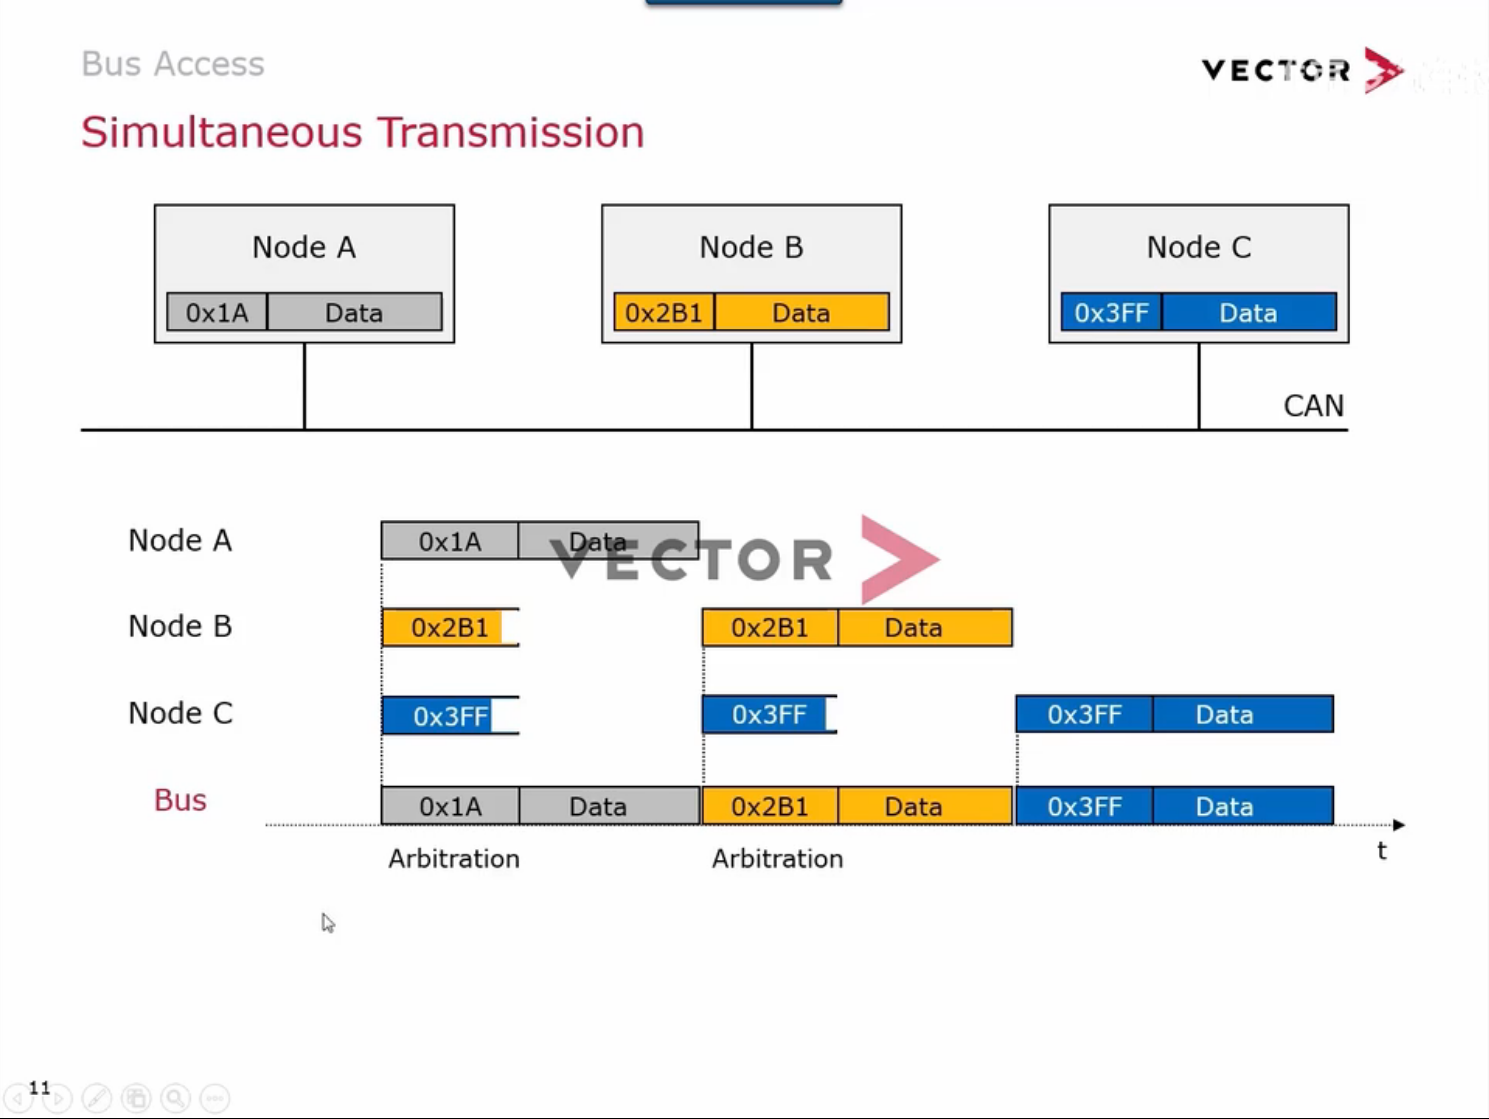 Bus Access
VECTOR
Simultaneous Transmission
Node A
Node B
Node C
0x1A Data
0x2B1 Data
0x3FF Data
CAN
Node A
0x1A Data
VECTOR
Node B
0x2B1
0x2B1 Data
Node C
0x3FF
0x3FF
0x3FF Data
Bus
0x1A Data
0x2B1 Data
0x3FF Data
Arbitration
Arbitration
t
11